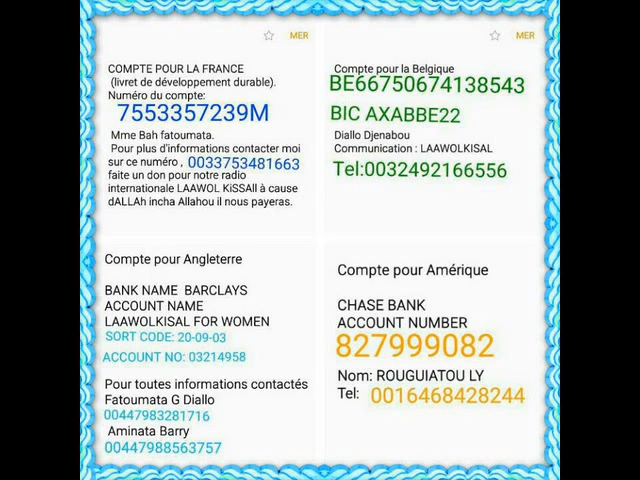 MER
COMPTE POUR LA FRANCE
(livret de développement durable).
Numéro du compte:
7553357239M
Mme Bah fatoumata.
Pour plus d'informations contacter moi
sur ce numéro , 0033753481663
faite un don pour notre radio
internationale LAAWOL KiSSAll à cause
dALLAh incha Allahou il nous payeras.
MER
Compte pour la Belgique
BE66750674138543
BIC AXABBE22
Diallo Djenabou
Communication : LAAWOLKISAL
Tel:0032492166556
Compte pour Angleterre
BANK NAME BARCLAYS
ACCOUNT NAME
LAAWOLKISAL FOR WOMEN
SORT CODE: 20-09-03
ACCOUNT NO: 03214958
Pour toutes informations contactés
Fatoumata G Diallo
00447983281716
Aminata Barry
00447988563757
Compte pour Amérique
CHASE BANK
ACCOUNT NUMBER
827999082
Nom: ROUGUIATOU LY
Tel: 0016468428244